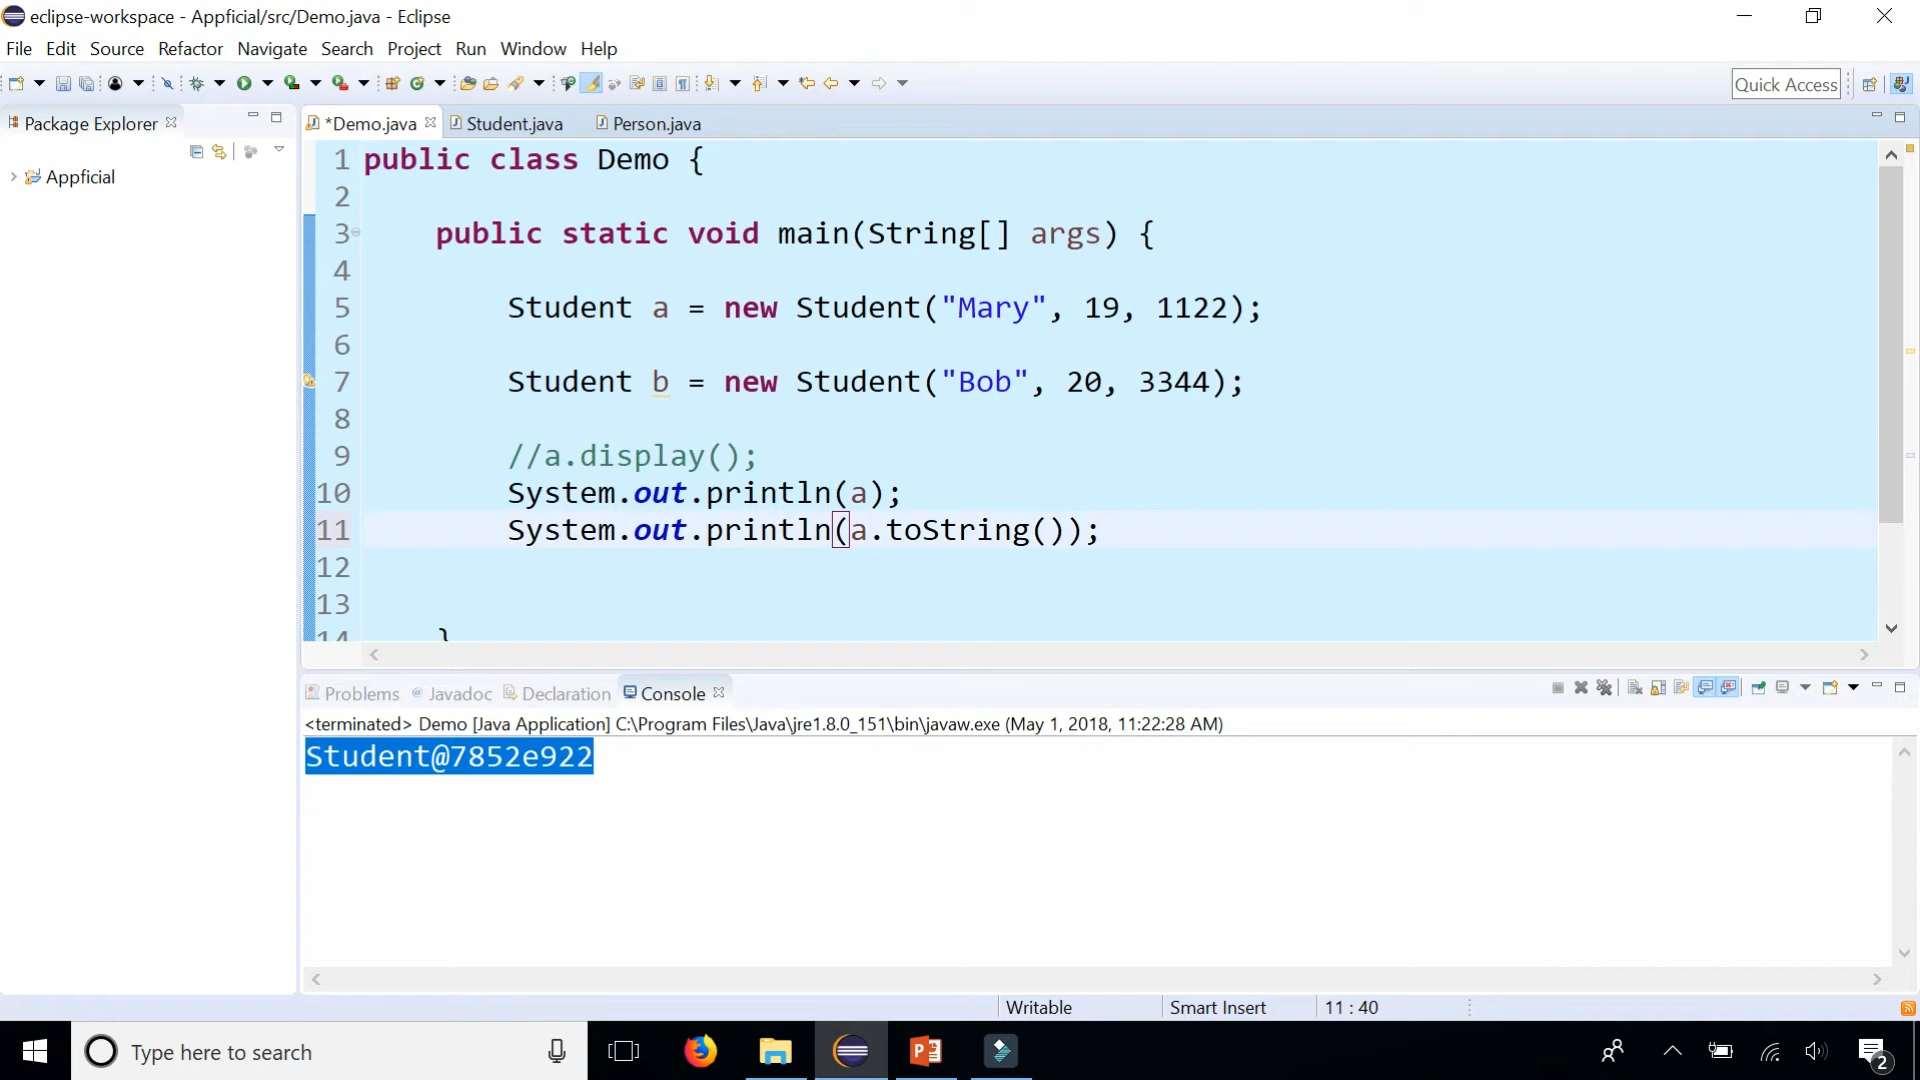 eclipse-workspace - Appficial/src/Demo.java - Eclipse
File Edit Source Refactor Navigate Search Project Run Window Help
Quick Access
Package Explorer
Appficial
*Demo.java Student.java Person.java
1 public class Demo {
2
3 public static void main(String[] args) {
4
5 Student a = new Student("Mary", 19, 1122);
6
7 Student b = new Student("Bob", 20, 3344);
8
9 //a.display();
10 System.out.println(a);
11 System.out.println(a.toString());
12
13
14 }
Problems Javadoc Declaration Console
<terminated> Demo [Java Application] C:\Program Files\Java\jre1.8.0_151\bin\javaw.exe (May 1, 2018, 11:22:28 AM)
Student@7852e922
Writable Smart Insert 11 : 40
Type here to search
2